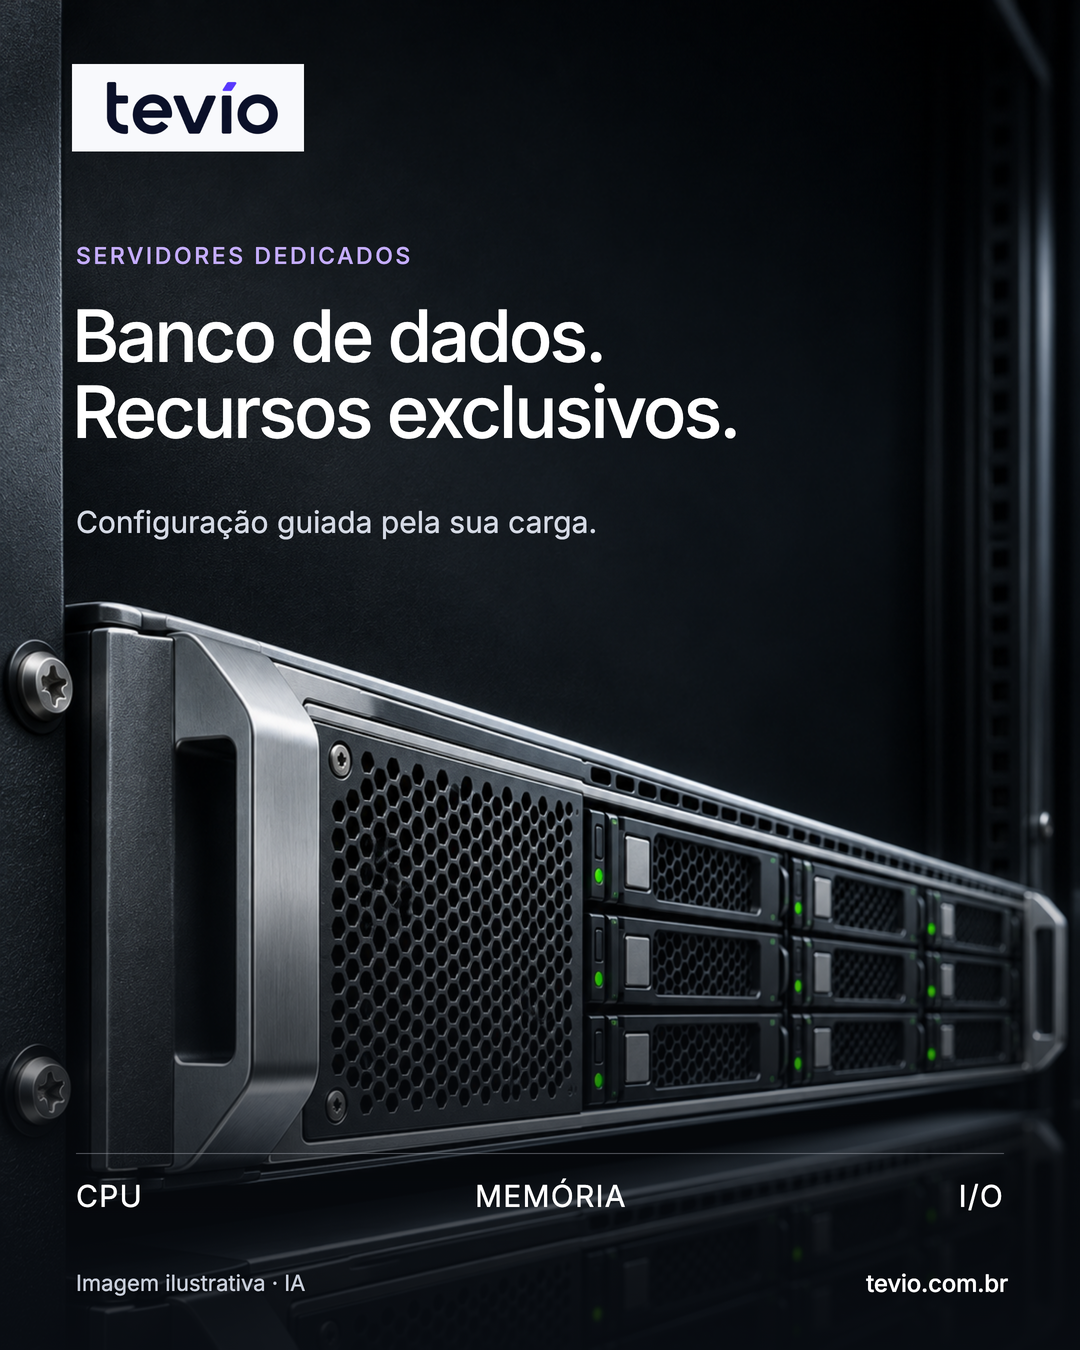 tevío
SERVIDORES DEDICADOS
Banco de dados.
Recursos exclusivos.
Configuração guiada pela sua carga.
CPU MEMÓRIA I/O
Imagem ilustrativa · IA tevio.com.br